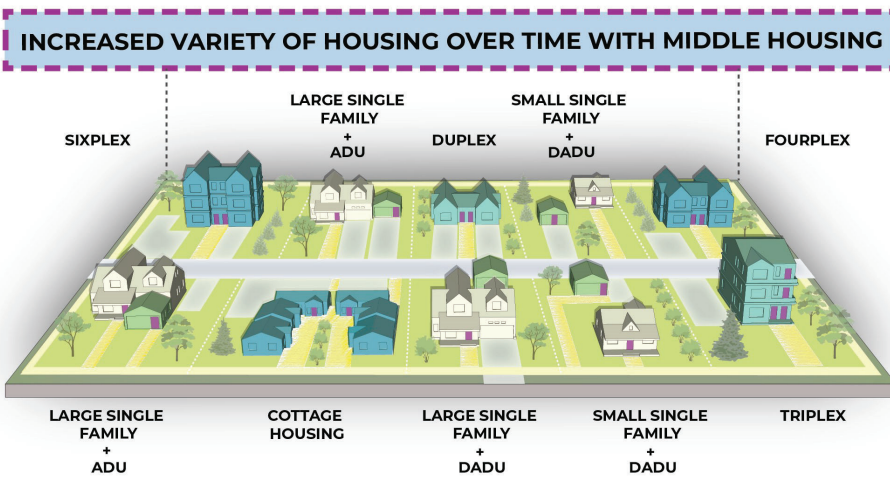 INCREASED VARIETY OF HOUSING OVER TIME WITH MIDDLE HOUSING
SIXPLEX
LARGE SINGLE
FAMILY
+
ADU
DUPLEX
SMALL SINGLE
FAMILY
+
DADU
FOURPLEX
LARGE SINGLE
FAMILY
+
ADU
COTTAGE
HOUSING
LARGE SINGLE
FAMILY
+
DADU
SMALL SINGLE
FAMILY
+
DADU
TRIPLEX